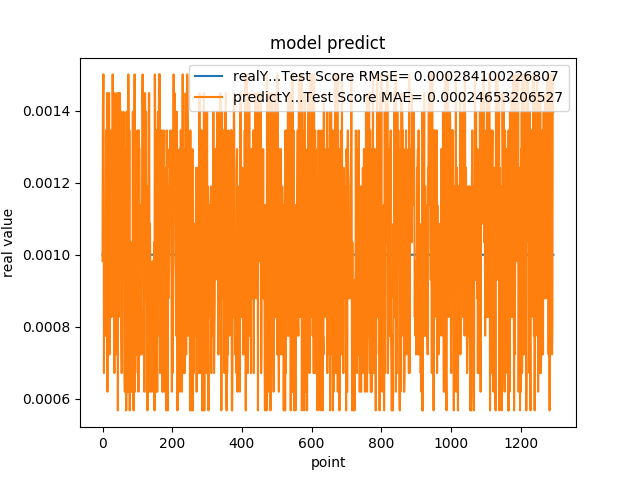 model predict
realY...Test Score RMSE= 0.000284100226807
predictY...Test Score MAE= 0.00024653206527
0.0014
0.0012
0.0010
0.0008
0.0006
real value
0 200 400 600 800 1000 1200
point